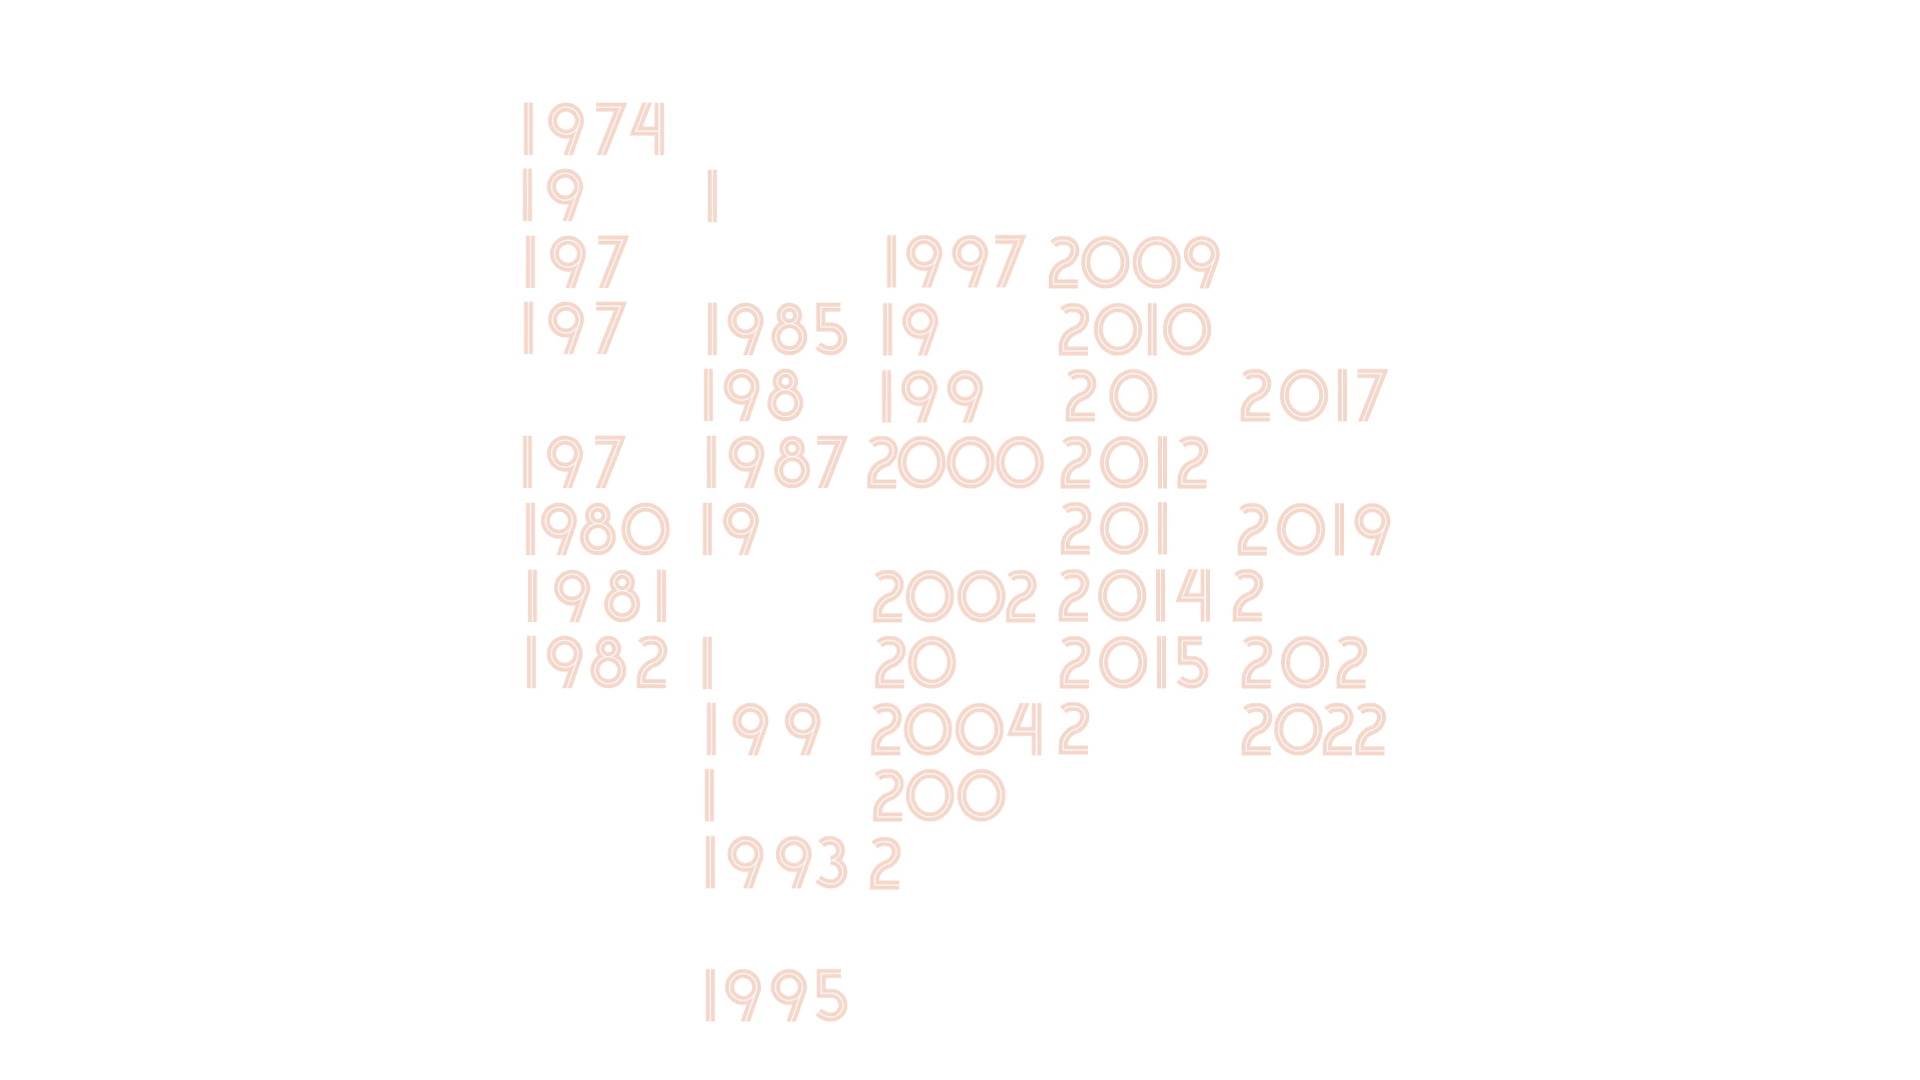 1974
19 1
197 1997 2009
197 1985 19 2010
198 199 20 2017
197 1987 2000 2012
1980 19 201 2019
1981 2002 2014 2
1982 1 20 2015 202
199 2004 2 2022
1 200
1993 2
1995